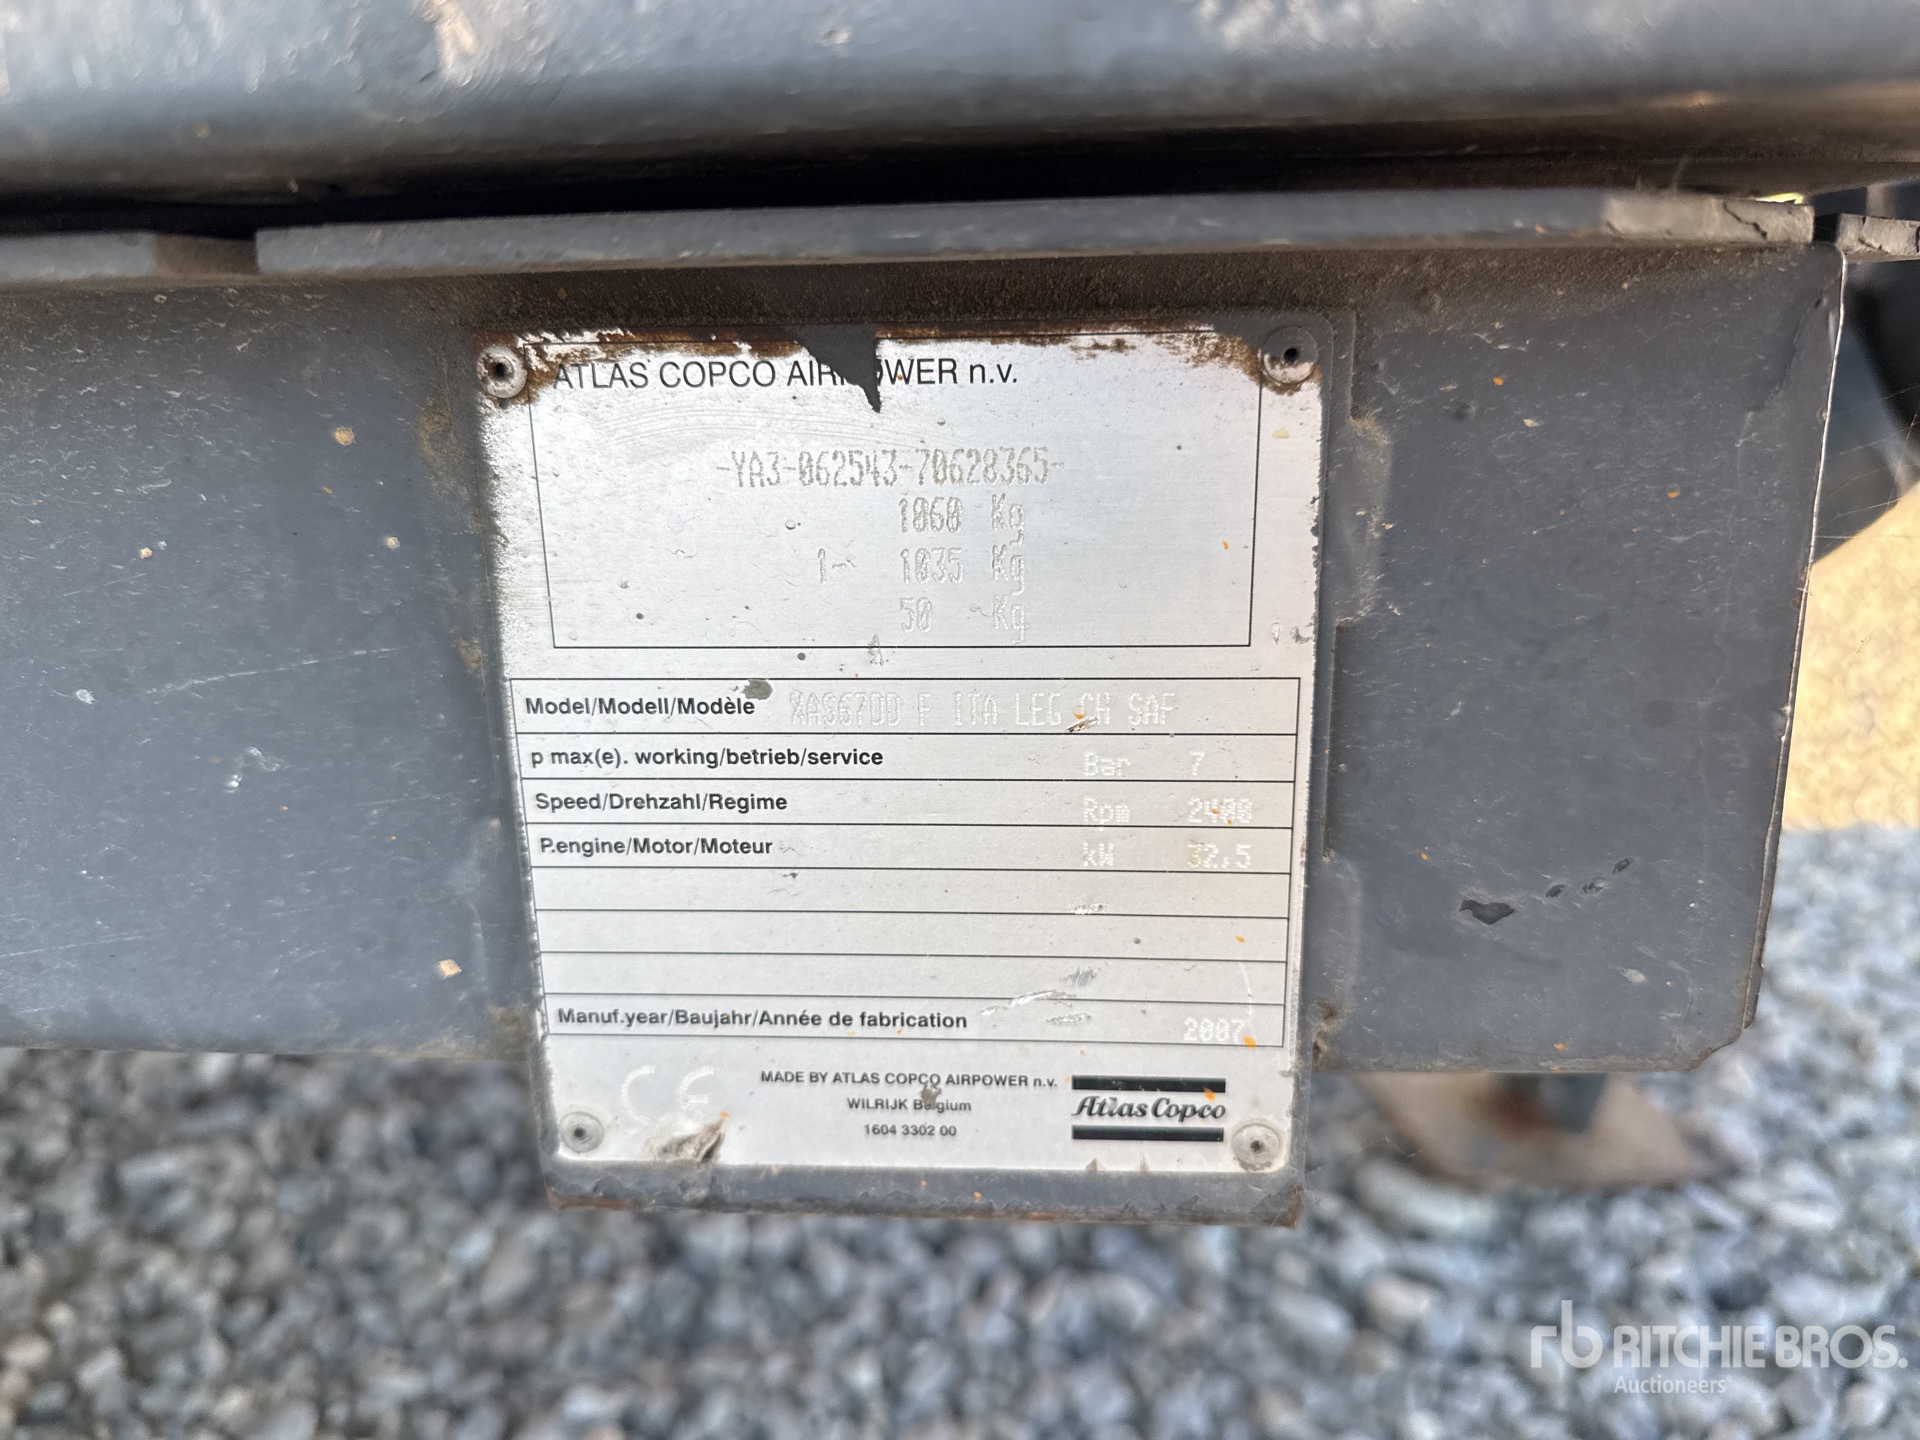 ATLAS COPCO AIRPOWER n.v.
-YA3-062543-70628365-
1060 Kg
1- 1035 Kg
50 Kg
Model/Modell/Modèle XAS67DD F ITA LEG CH SAF
p max(e). working/betrieb/service Bar 7
Speed/Drehzahl/Regime Rpm 2400
P.engine/Motor/Moteur kW 32,5
Manuf.year/Baujahr/Année de fabrication 2007
CE
MADE BY ATLAS COPCO AIRPOWER n.v.
WILRIJK Belgium
1604 3302 00
Atlas Copco
rb RITCHIE BROS.
Auctioneers